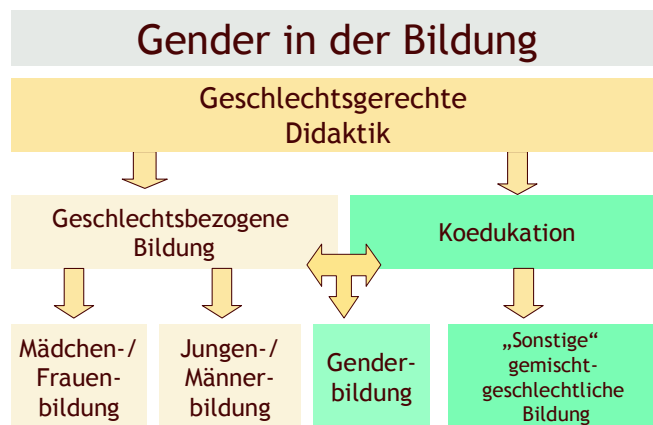 Gender in der Bildung
Geschlechtsgerechte
Didaktik
Geschlechtsbezogene
Bildung
Koedukation
Mädchen-/
Frauen-
bildung
Jungen-/
Männer-
bildung
Gender-
bildung
„Sonstige“
gemischt-
geschlechtliche
Bildung